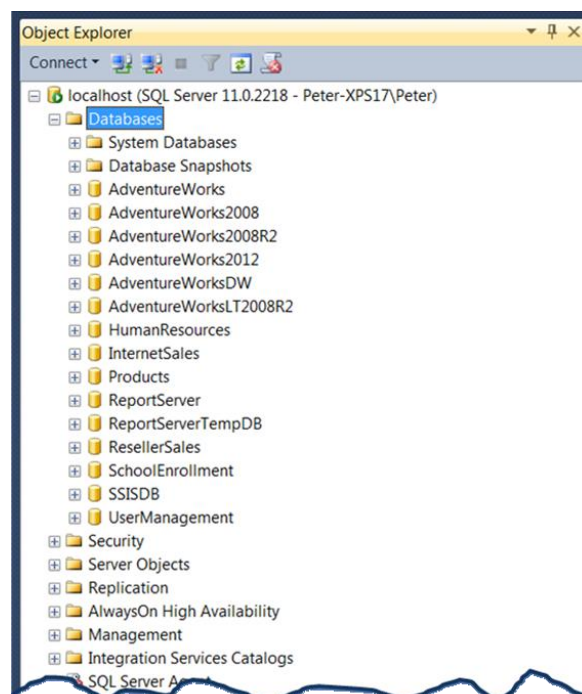 Object Explorer
Connect
localhost (SQL Server 11.0.2218 - Peter-XPS17\Peter)
Databases
System Databases
Database Snapshots
AdventureWorks
AdventureWorks2008
AdventureWorks2008R2
AdventureWorks2012
AdventureWorksDW
AdventureWorksLT2008R2
HumanResources
InternetSales
Products
ReportServer
ReportServerTempDB
ResellerSales
SchoolEnrollment
SSISDB
UserManagement
Security
Server Objects
Replication
AlwaysOn High Availability
Management
Integration Services Catalogs
SQL Server